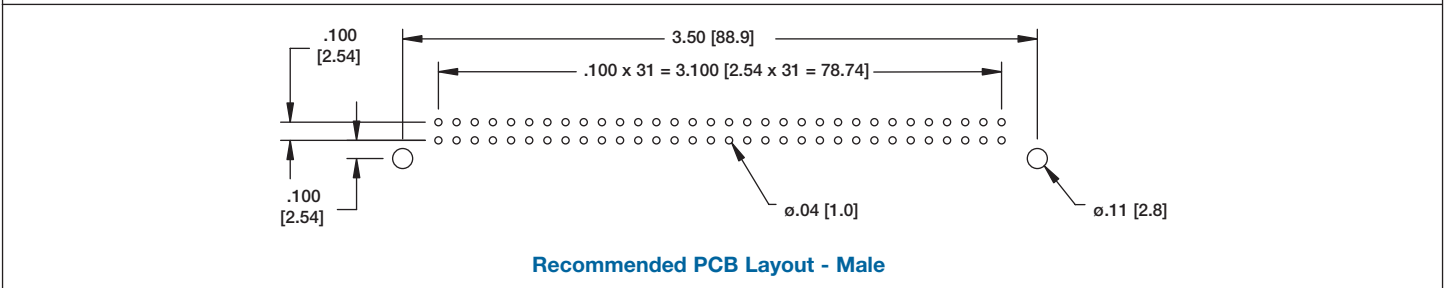 .100
[2.54]
3.50 [88.9]
.100 x 31 = 3.100 [2.54 x 31 = 78.74]
.100
[2.54]
ø.04 [1.0]
ø.11 [2.8]
Recommended PCB Layout - Male